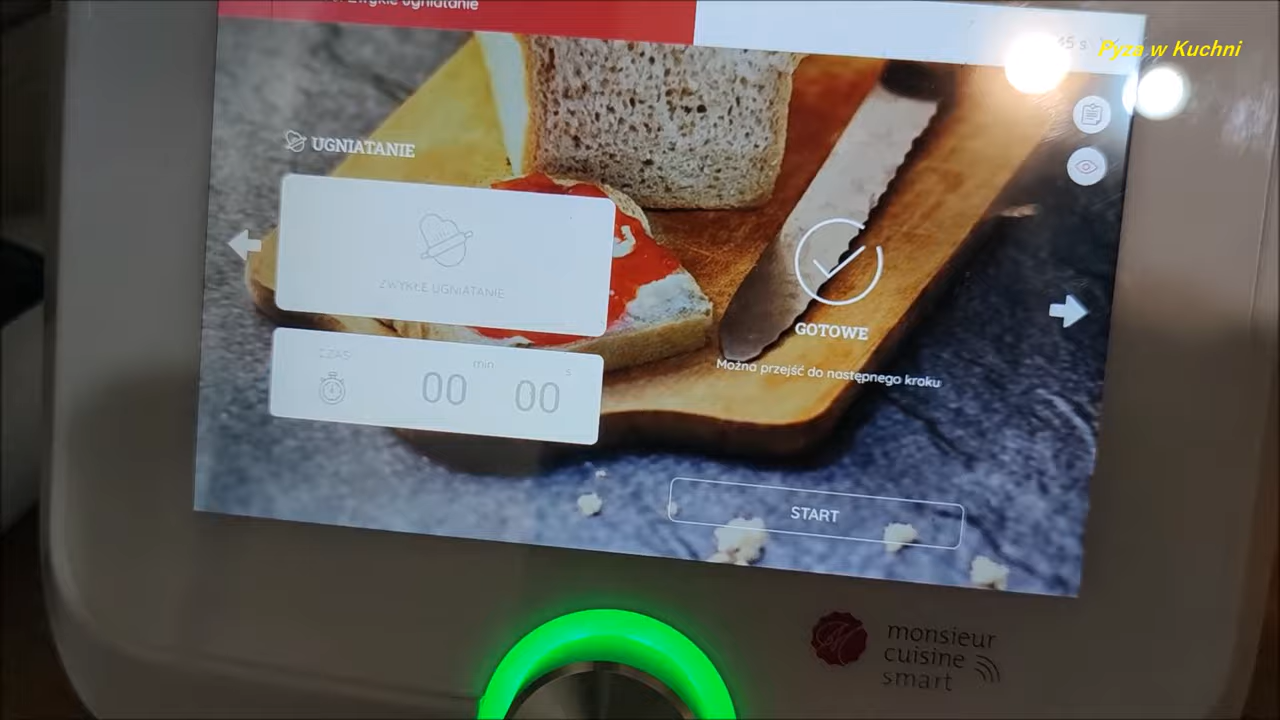 Zwykłe ugniatanie
45 s
Pyza w Kuchni
UGNIATANIE
ZWYKŁE UGNIATANIE
CZAS
00 min 00 s
GOTOWE
Można przejść do następnego kroku
START
monsieur
cuisine
smart